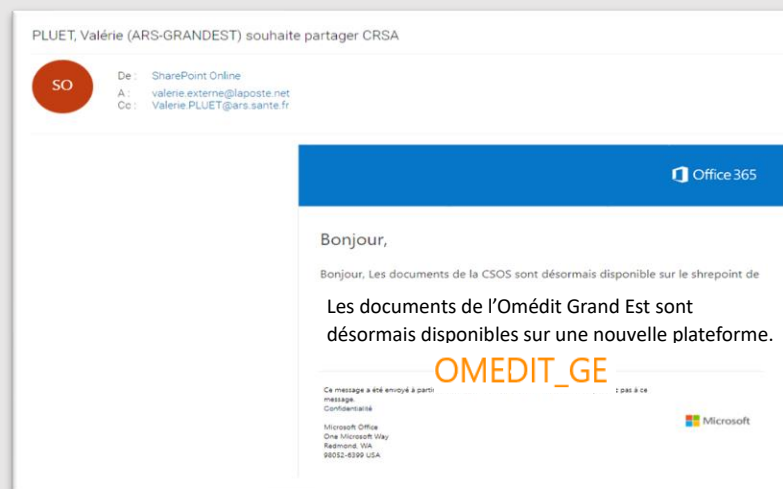 PLUET, Valérie (ARS-GRANDEST) souhaite partager CRSA
SO
De : SharePoint Online
A : valerie.externe@laposte.net
Cc : Valerie.PLUET@ars.sante.fr
Office 365
Bonjour,
Bonjour, Les documents de la CSOS sont désormais disponible sur le shrepoint de
Les documents de l'Omédit Grand Est sont
désormais disponibles sur une nouvelle plateforme.
OMEDIT_GE
Ce message a été envoyé à parti pas à ce
message.
Confidentialité
Microsoft
Microsoft Office
One Microsoft Way
Redmond, WA
98052-6399 USA